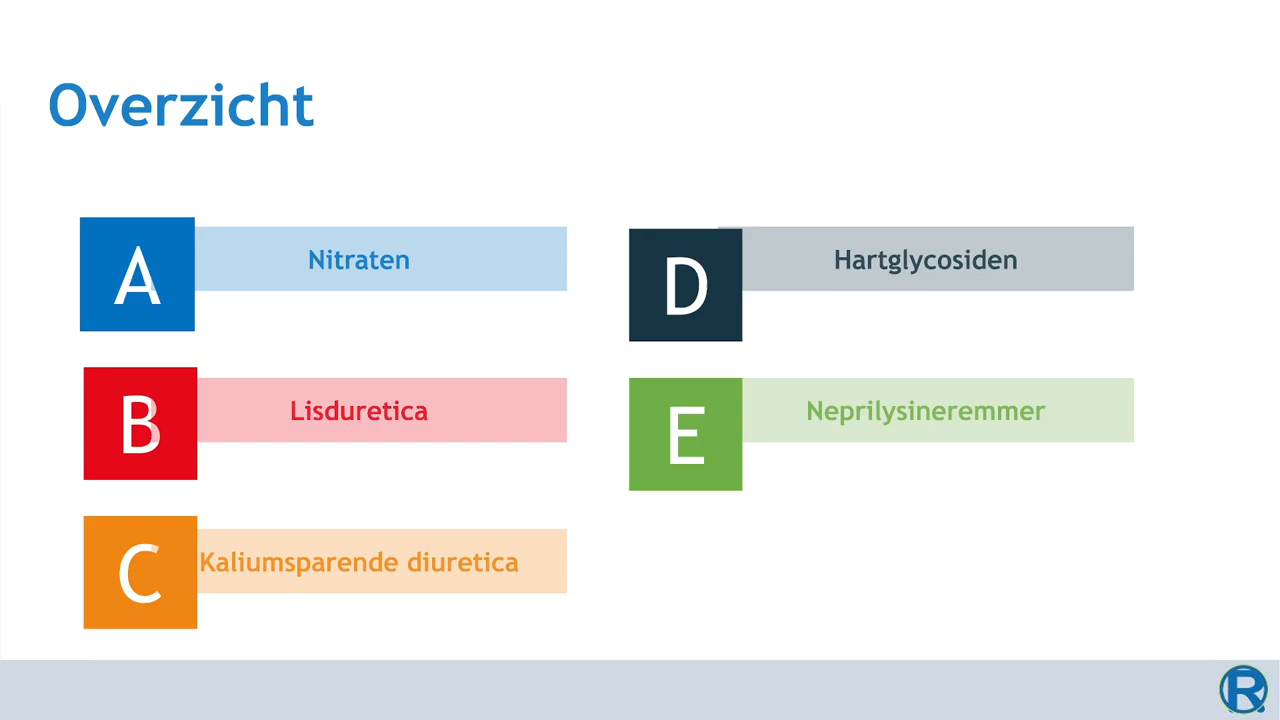 Overzicht
A Nitraten
B Lisduretica
C Kaliumsparende diuretica
D Hartglycosiden
E Neprilysineremmer
R